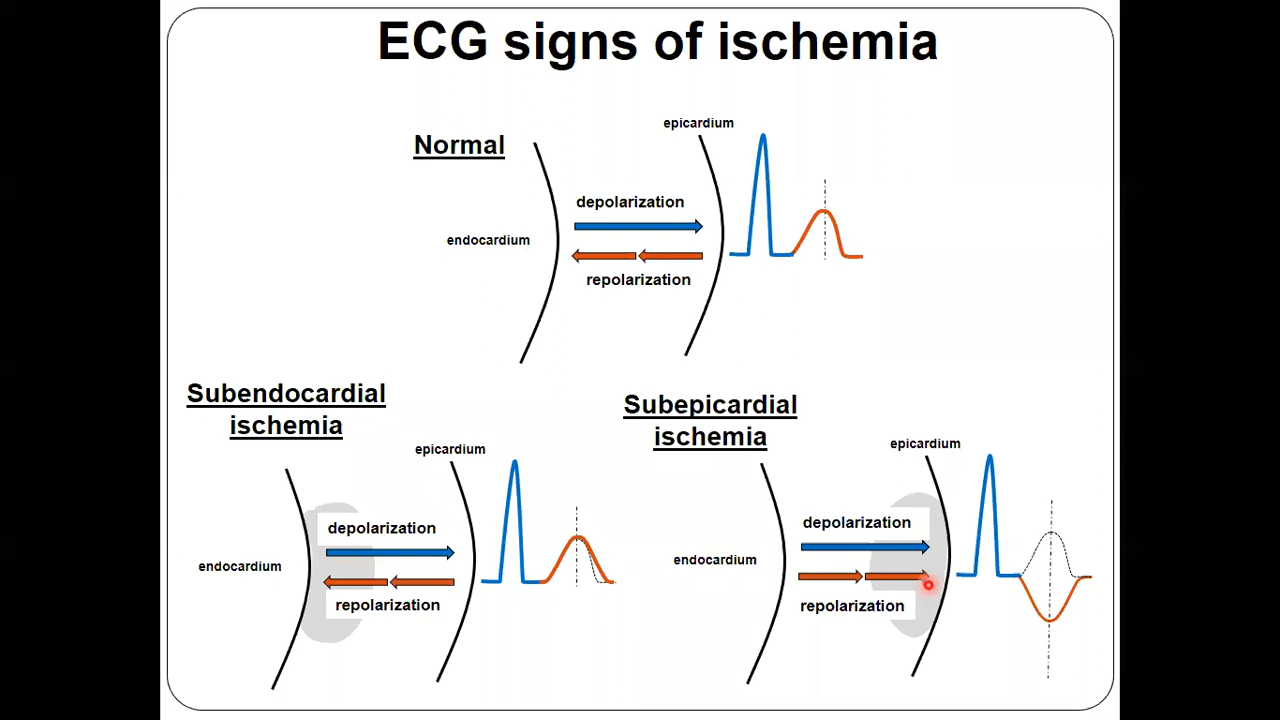 ECG signs of ischemia
epicardium
Normal
depolarization
endocardium
repolarization
Subendocardial
ischemia
epicardium
depolarization
endocardium
repolarization
Subepicardial
ischemia
epicardium
depolarization
endocardium
repolarization